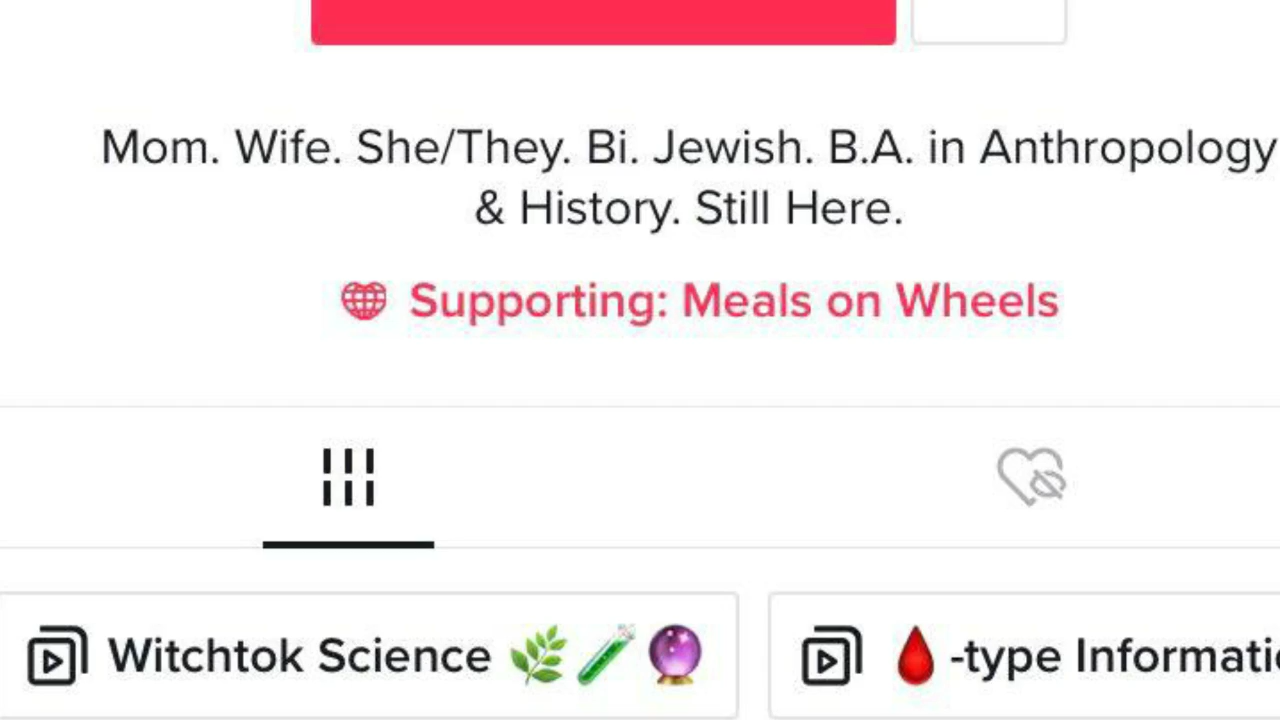 Mom. Wife. She/They. Bi. Jewish. B.A. in Anthropology
& History. Still Here.
Supporting: Meals on Wheels
Witchtok Science 🌿🧪🔮
🩸-type Informati